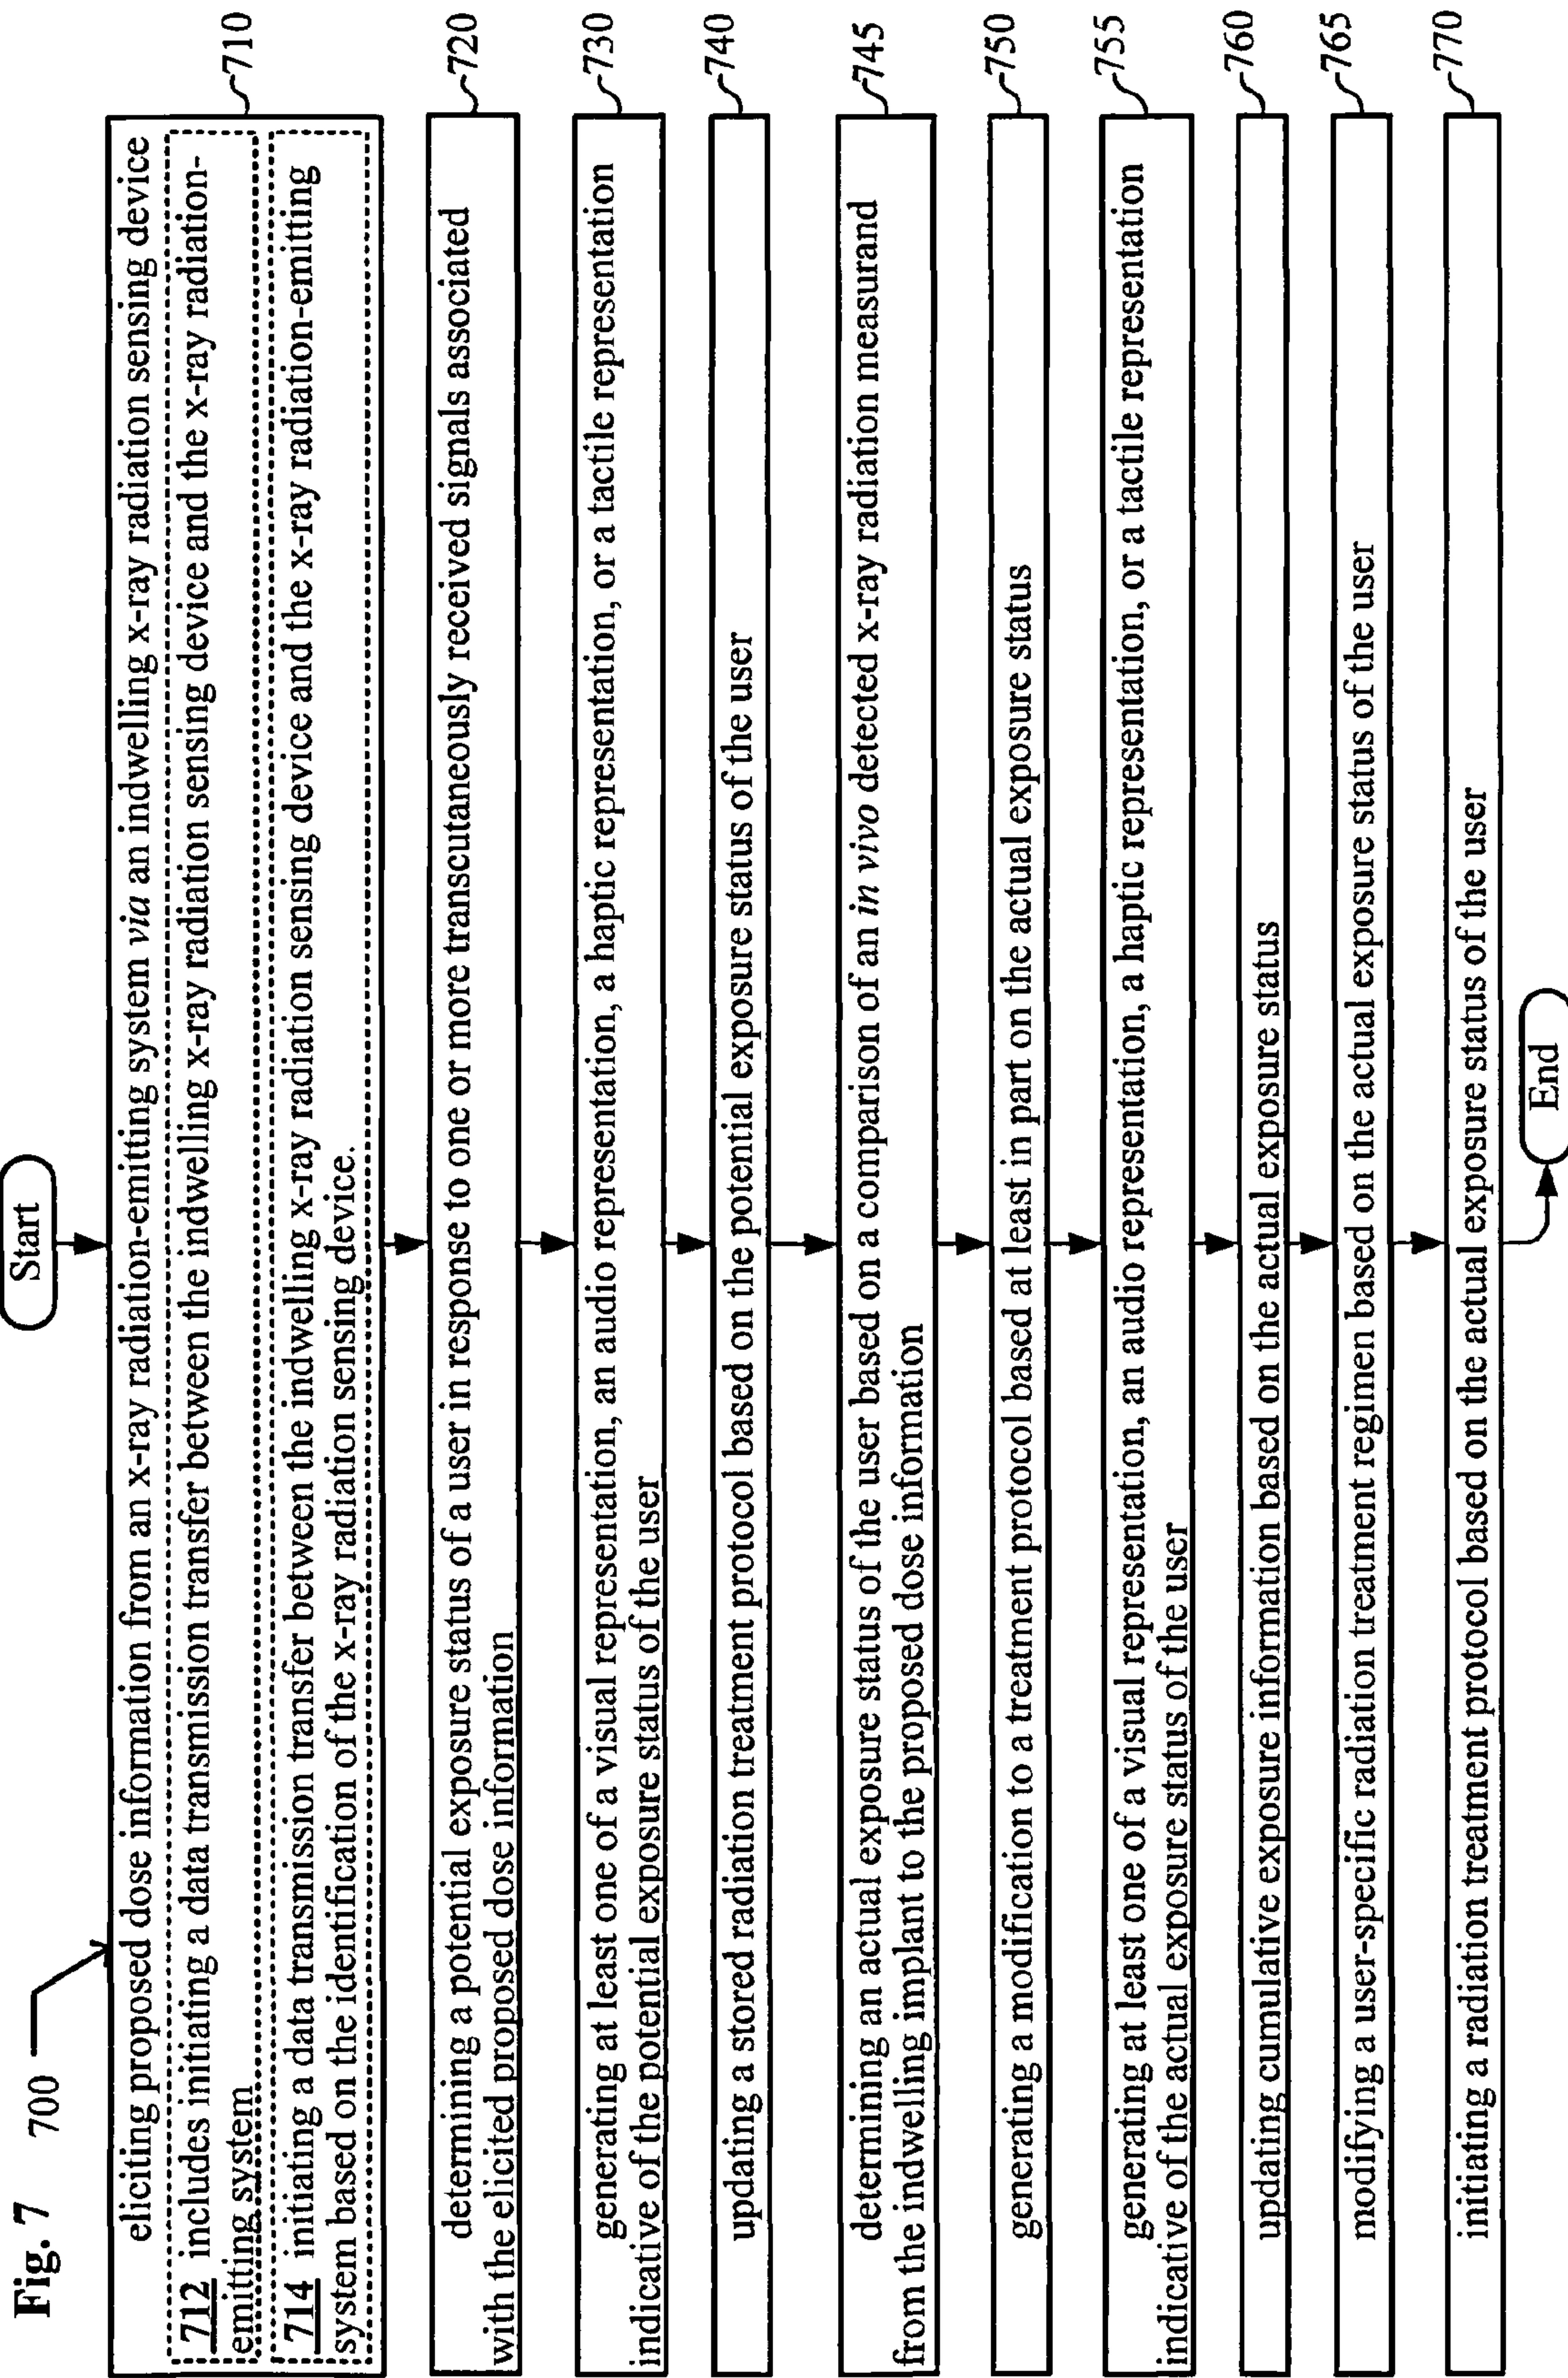 Fig. 7
700
Start
eliciting proposed dose information from an x-ray radiation-emitting system via an indwelling x-ray radiation sensing device
712 includes initiating a data transmission transfer between the indwelling x-ray radiation sensing device and the x-ray radiation-
emitting system
714 initiating a data transmission transfer between the indwelling x-ray radiation sensing device and the x-ray radiation-emitting
system based on the identification of the x-ray radiation sensing device.
710
determining a potential exposure status of a user in response to one or more transcutaneously received signals associated
with the elicited proposed dose information
720
generating at least one of a visual representation, an audio representation, a haptic representation, or a tactile representation
indicative of the potential exposure status of the user
730
updating a stored radiation treatment protocol based on the potential exposure status of the user
740
determining an actual exposure status of the user based on a comparison of an in vivo detected x-ray radiation measurand
from the indwelling implant to the proposed dose information
745
generating a modification to a treatment protocol based at least in part on the actual exposure status
750
generating at least one of a visual representation, an audio representation, a haptic representation, or a tactile representation
indicative of the actual exposure status of the user
755
updating cumulative exposure information based on the actual exposure status
760
modifying a user-specific radiation treatment regimen based on the actual exposure status of the user
765
initiating a radiation treatment protocol based on the actual exposure status of the user
770
End